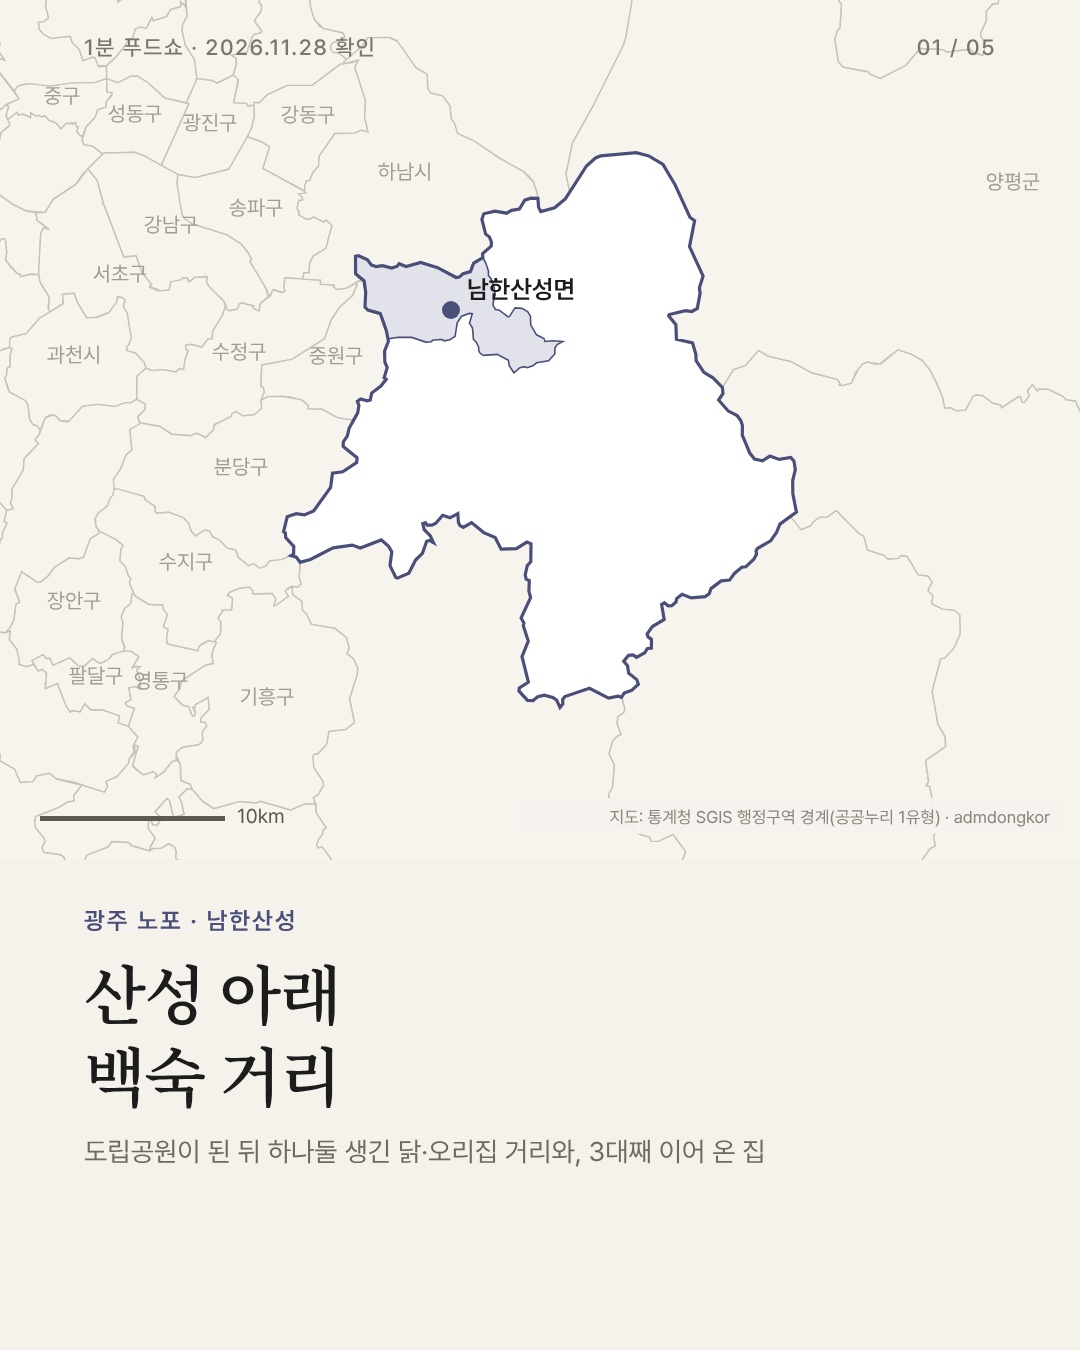 1분 푸드쇼 · 2026.11.28 확인
01 / 05
중구
성동구
광진구
강동구
하남시
양평군
송파구
강남구
서초구
남한산성면
과천시
수정구
중원구
분당구
수지구
장안구
팔달구
영통구
기흥구
10km
지도: 통계청 SGIS 행정구역 경계(공공누리 1유형) · admdongkor
광주 노포 · 남한산성
산성 아래
백숙 거리
도립공원이 된 뒤 하나둘 생긴 닭·오리집 거리와, 3대째 이어 온 집